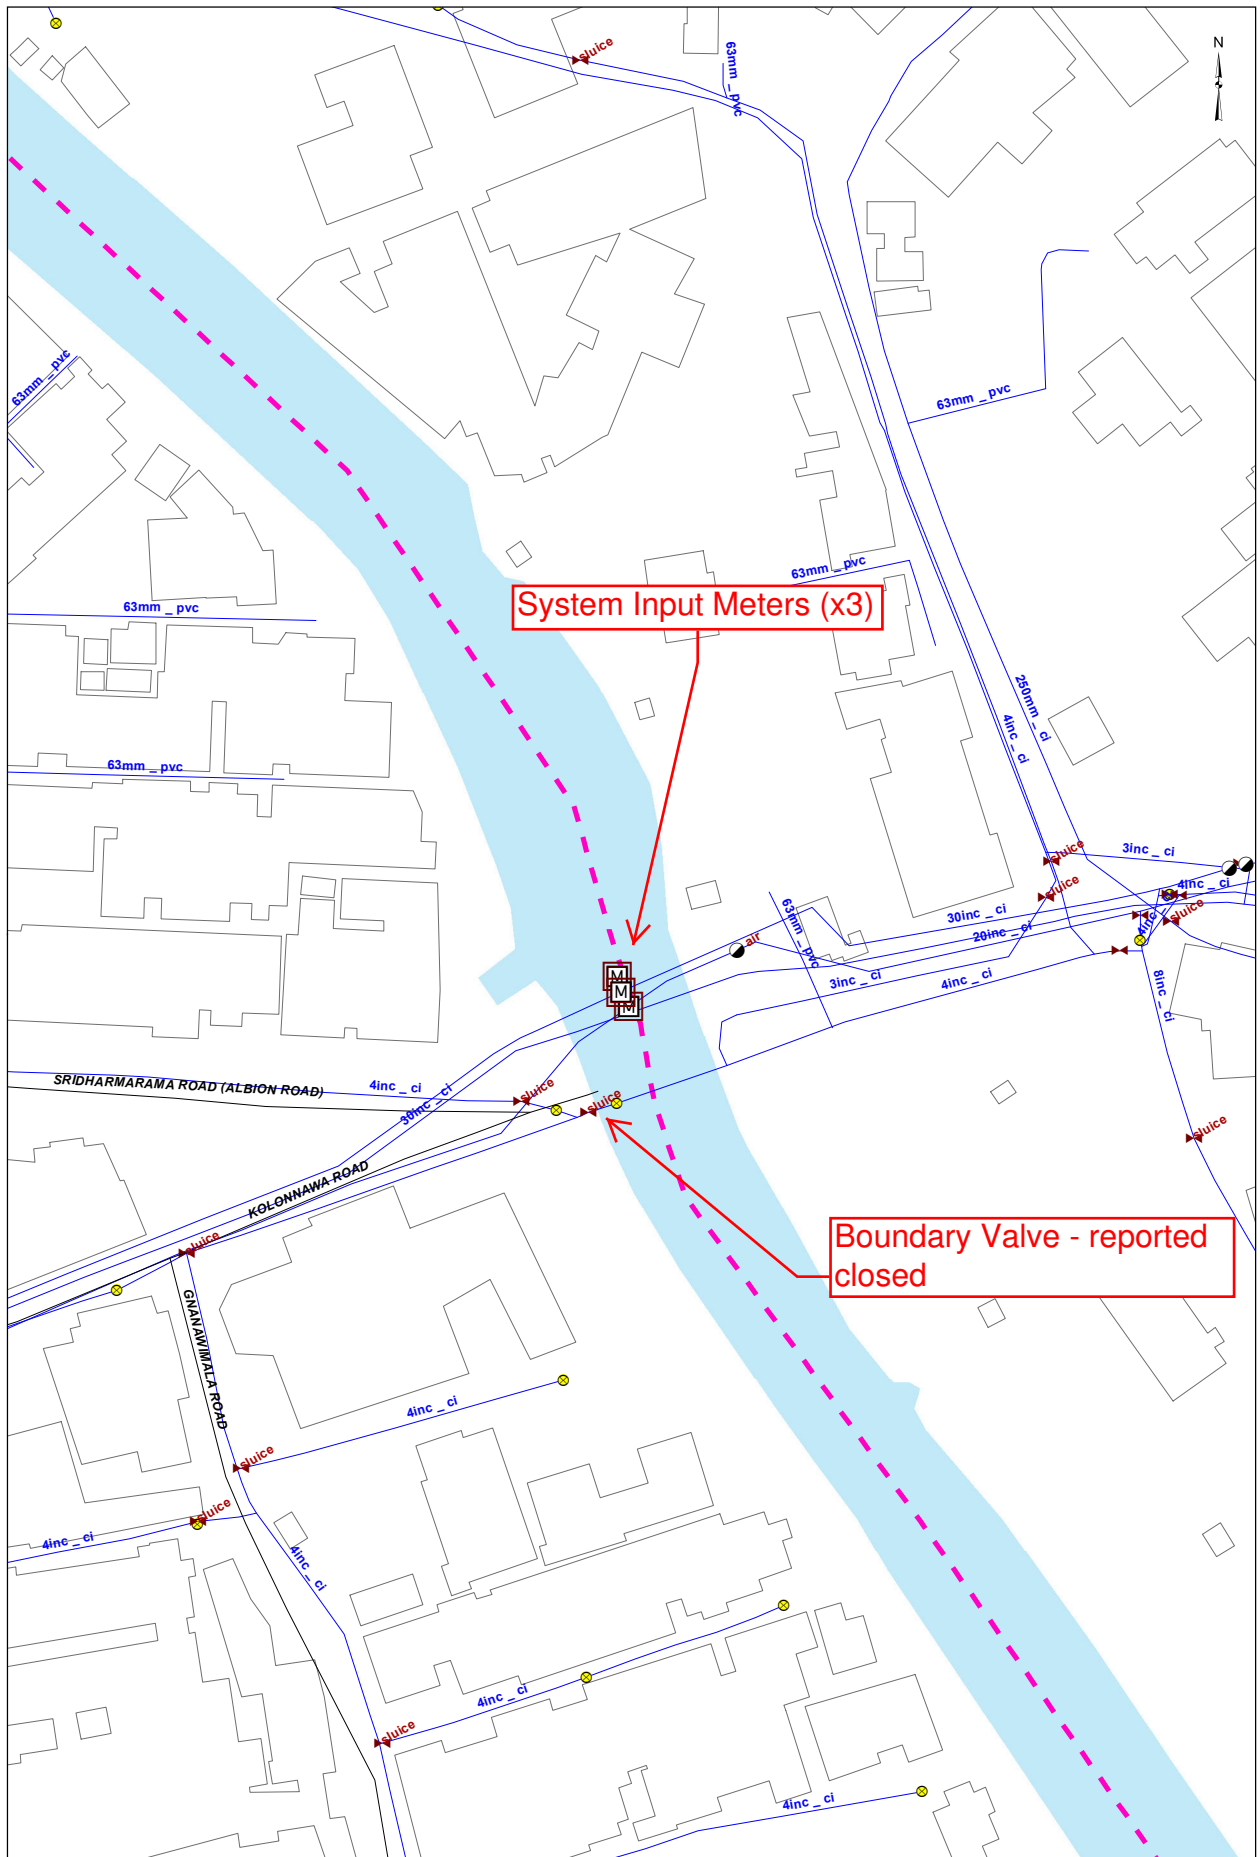 sluice
63mm _ pvc
N
63mm _ pvc
63mm _ pvc
63mm _ pvc
System Input Meters (x3)
63mm _ pvc
250mm _ ci
4inc _ ci
63mm _ pvc
3inc _ ci
sluice
sluice
4inc _ ci
30inc _ ci
sluice
20inc _ ci
4inc _
63mm _ pvc
air
3inc _ ci
4inc _ ci
8inc _ ci
M
M
M
SRIDHARMARAMA ROAD (ALBION ROAD)
4inc _ ci
30inc _ ci
sluice
sluice
sluice
KOLONNAWA ROAD
Boundary Valve - reported
closed
sluice
GNANAWIMALA ROAD
4inc _ ci
sluice
sluice
4inc _ ci
4inc _ ci
4inc _ ci
sluice
4inc _ ci